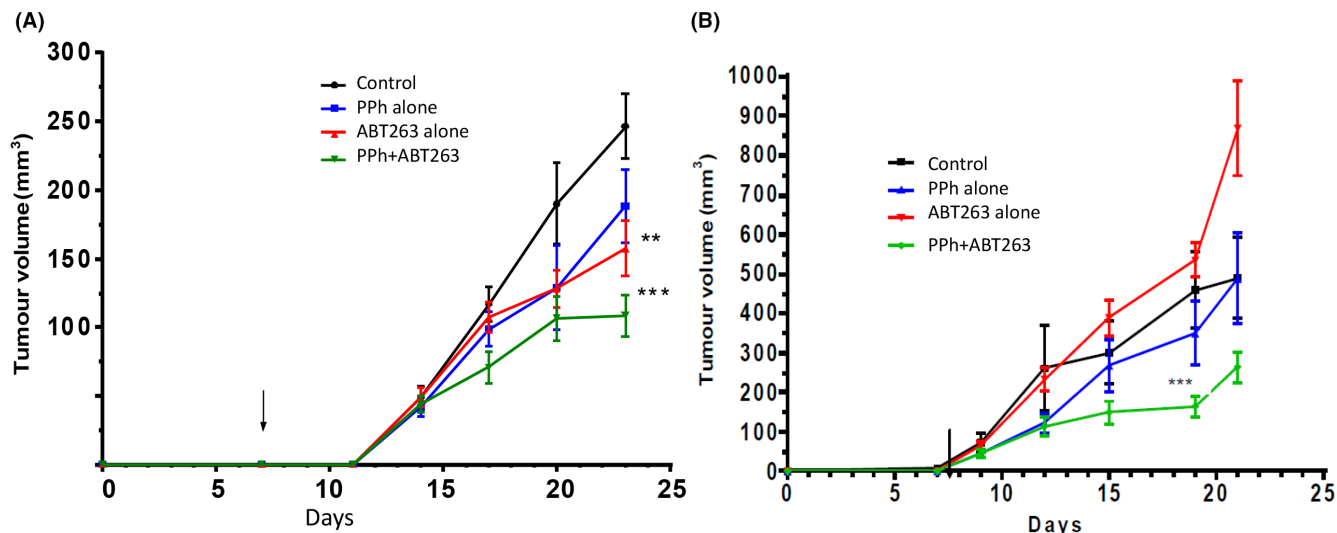 (A)
Tumour volume (mm³)
300
250
200
150
100
0
5
10
15
20
25
Days
Control
PPh alone
ABT263 alone
PPh+ABT263
**
***
(B)
Tumour volume (mm³)
1000
900
800
700
600
500
400
300
200
100
0
0
5
10
15
20
25
Days
Control
PPh alone
ABT263 alone
PPh+ABT263
***